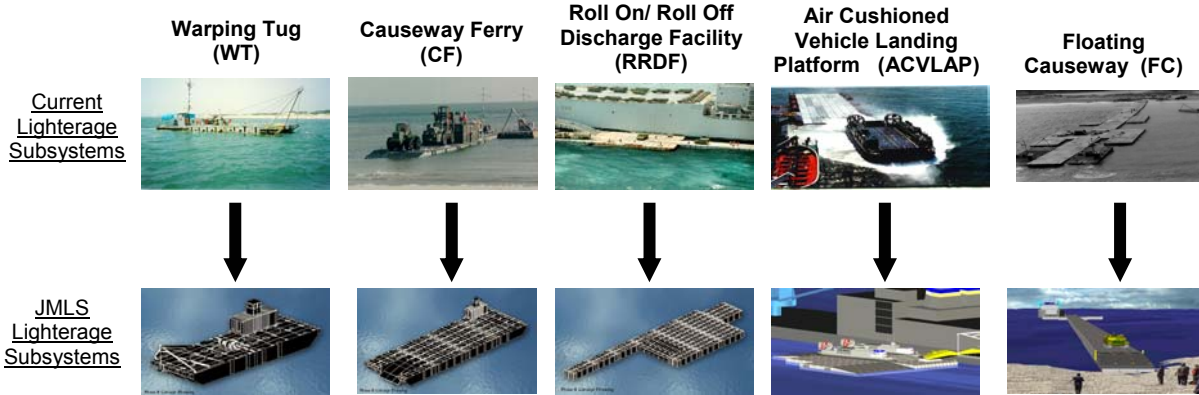 Warping Tug
(WT)
Causeway Ferry
(CF)
Roll On/ Roll Off
Discharge Facility
(RRDF)
Air Cushioned
Vehicle Landing
Platform (ACVLAP)
Floating
Causeway (FC)
Current
Lighterage
Subsystems
JMLS
Lighterage
Subsystems